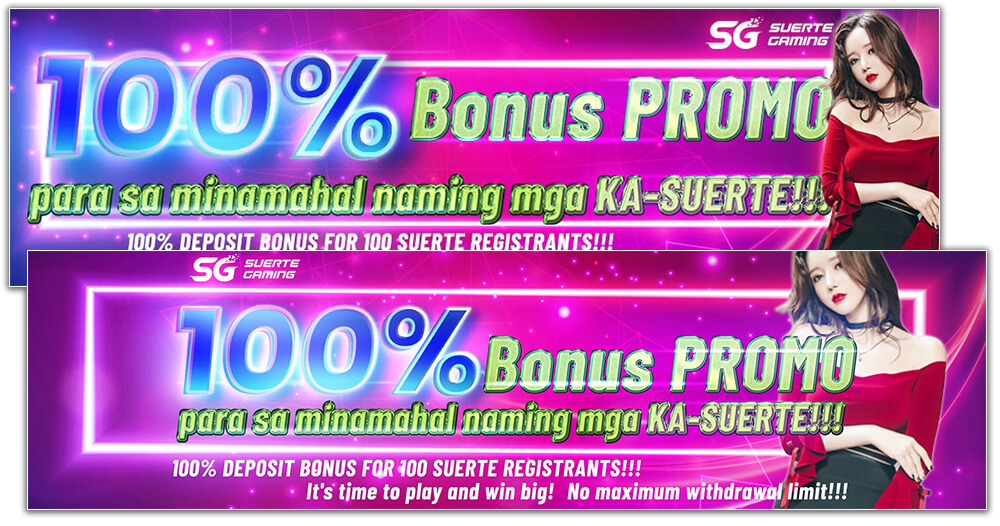 SG SUERTE
GAMING
100% Bonus PROMO
para sa minamahal naming mga KA-SUERTE!!!
100% DEPOSIT BONUS FOR 100 SUERTE REGISTRANTS!!!
SG SUERTE
GAMING
100% Bonus PROMO
para sa minamahal naming mga KA-SUERTE!!!
100% DEPOSIT BONUS FOR 100 SUERTE REGISTRANTS!!!
It's time to play and win big! No maximum withdrawal limit!!!